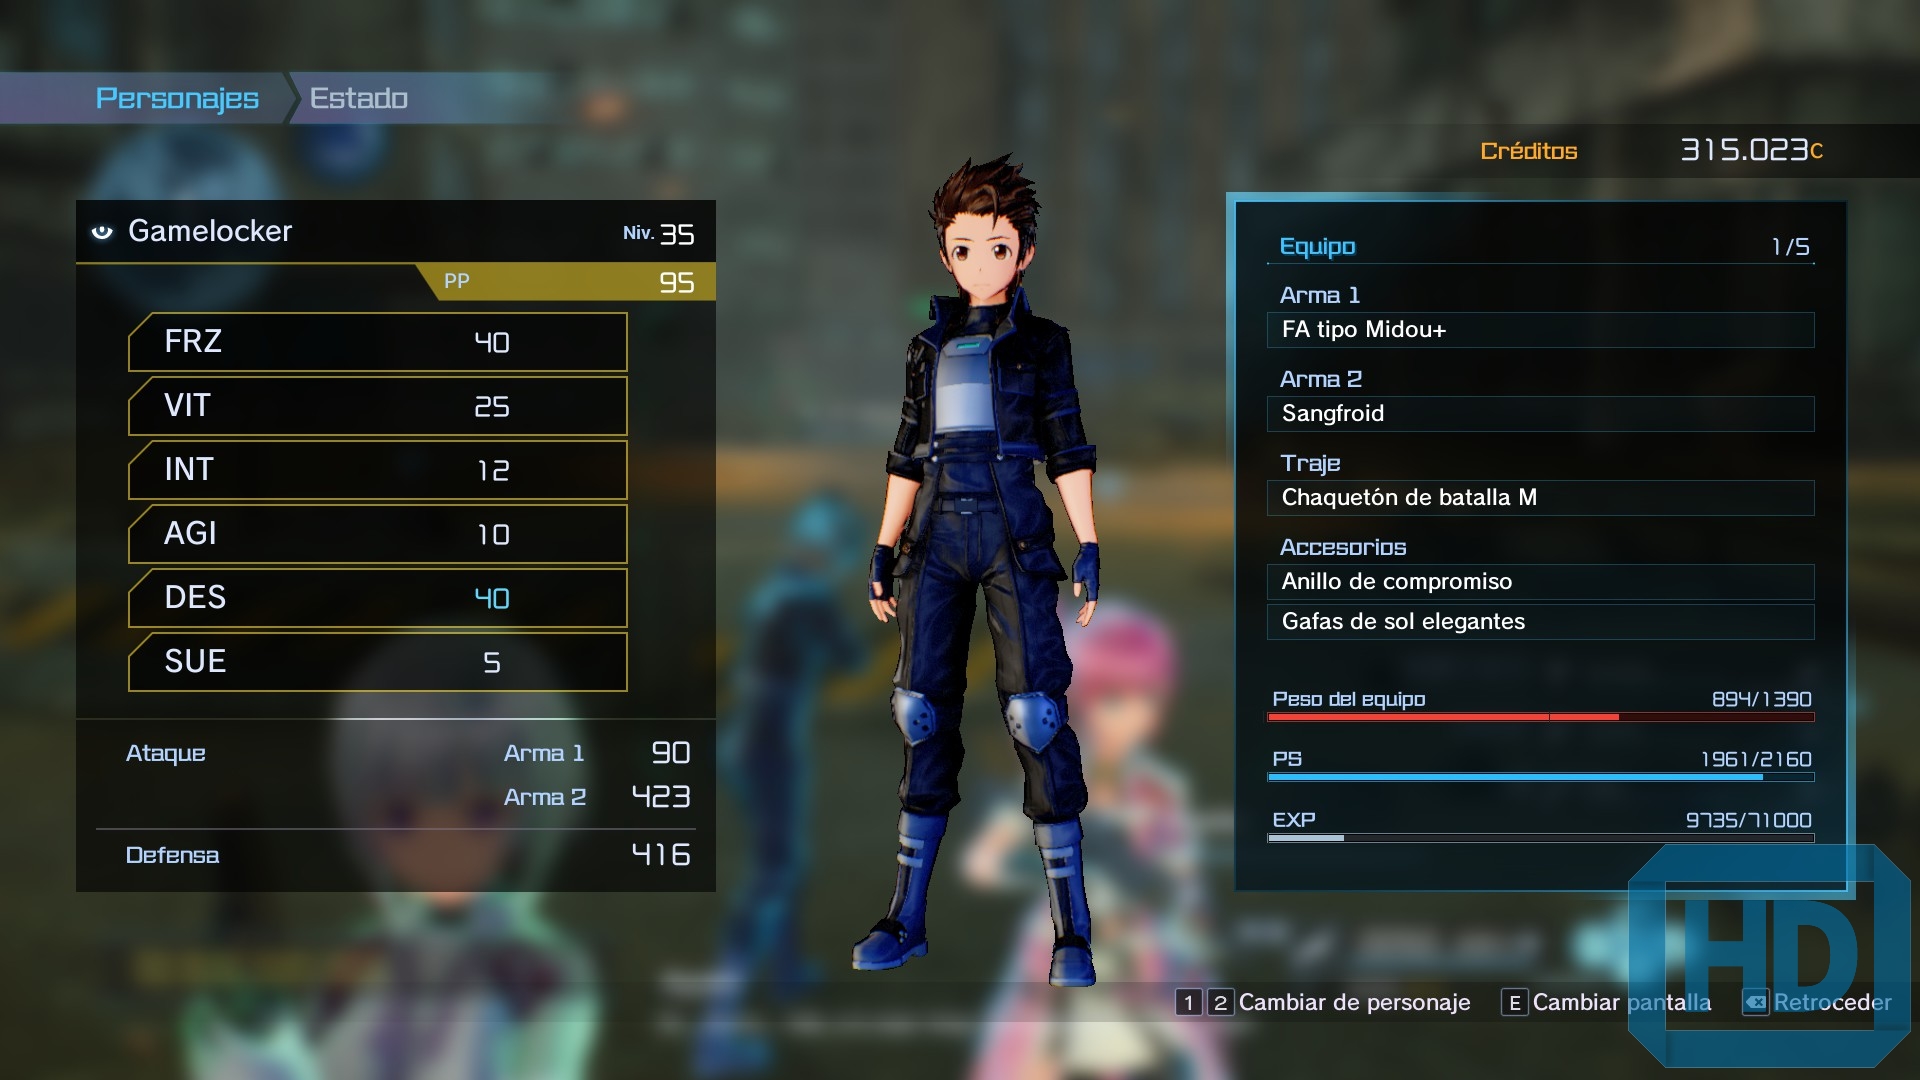 Personajes
Estado
Créditos 315.023C
Gamelocker Niv. 35
PP 95
FRZ 40
VIT 25
INT 12
AGI 10
DES 40
SUE 5
Ataque Arma 1 90
Arma 2 423
Defensa 416
Equipo 1/5
Arma 1
FA tipo Midou+
Arma 2
Sangfroid
Traje
Chaquetón de batalla M
Accesorios
Anillo de compromiso
Gafas de sol elegantes
Peso del equipo 894/1390
PS 1961/2160
EXP 9735/71000
1 2 Cambiar de personaje E Cambiar pantalla Retroceder
HD